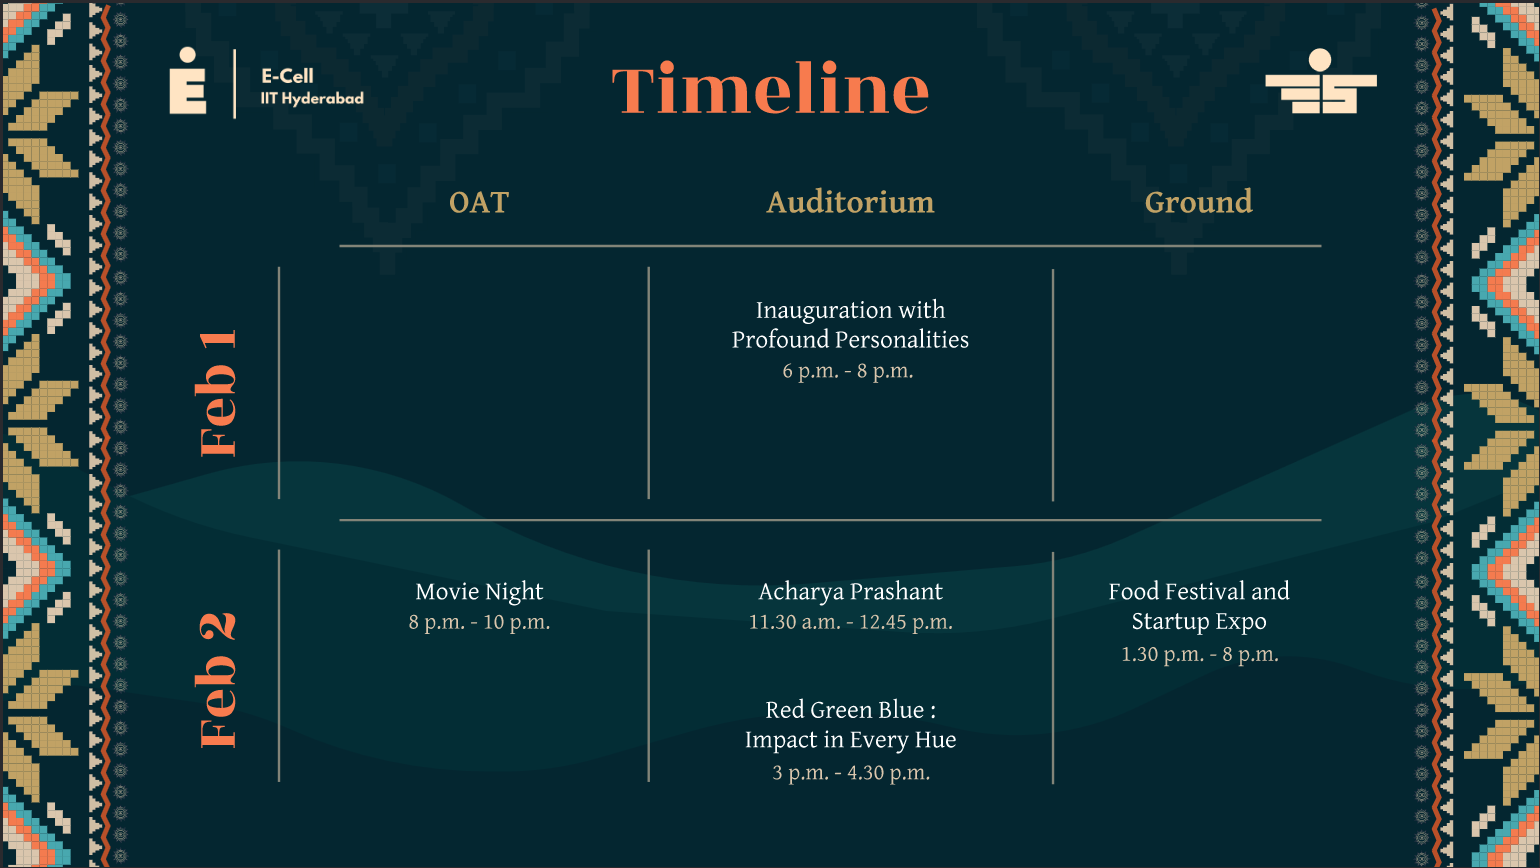 E-Cell
IIT Hyderabad
Timeline
OAT
Auditorium
Ground
Feb 1
Inauguration with
Profound Personalities
6 p.m. - 8 p.m.
Feb 2
Movie Night
8 p.m. - 10 p.m.
Acharya Prashant
11.30 a.m. - 12.45 p.m.
Red Green Blue :
Impact in Every Hue
3 p.m. - 4.30 p.m.
Food Festival and
Startup Expo
1.30 p.m. - 8 p.m.